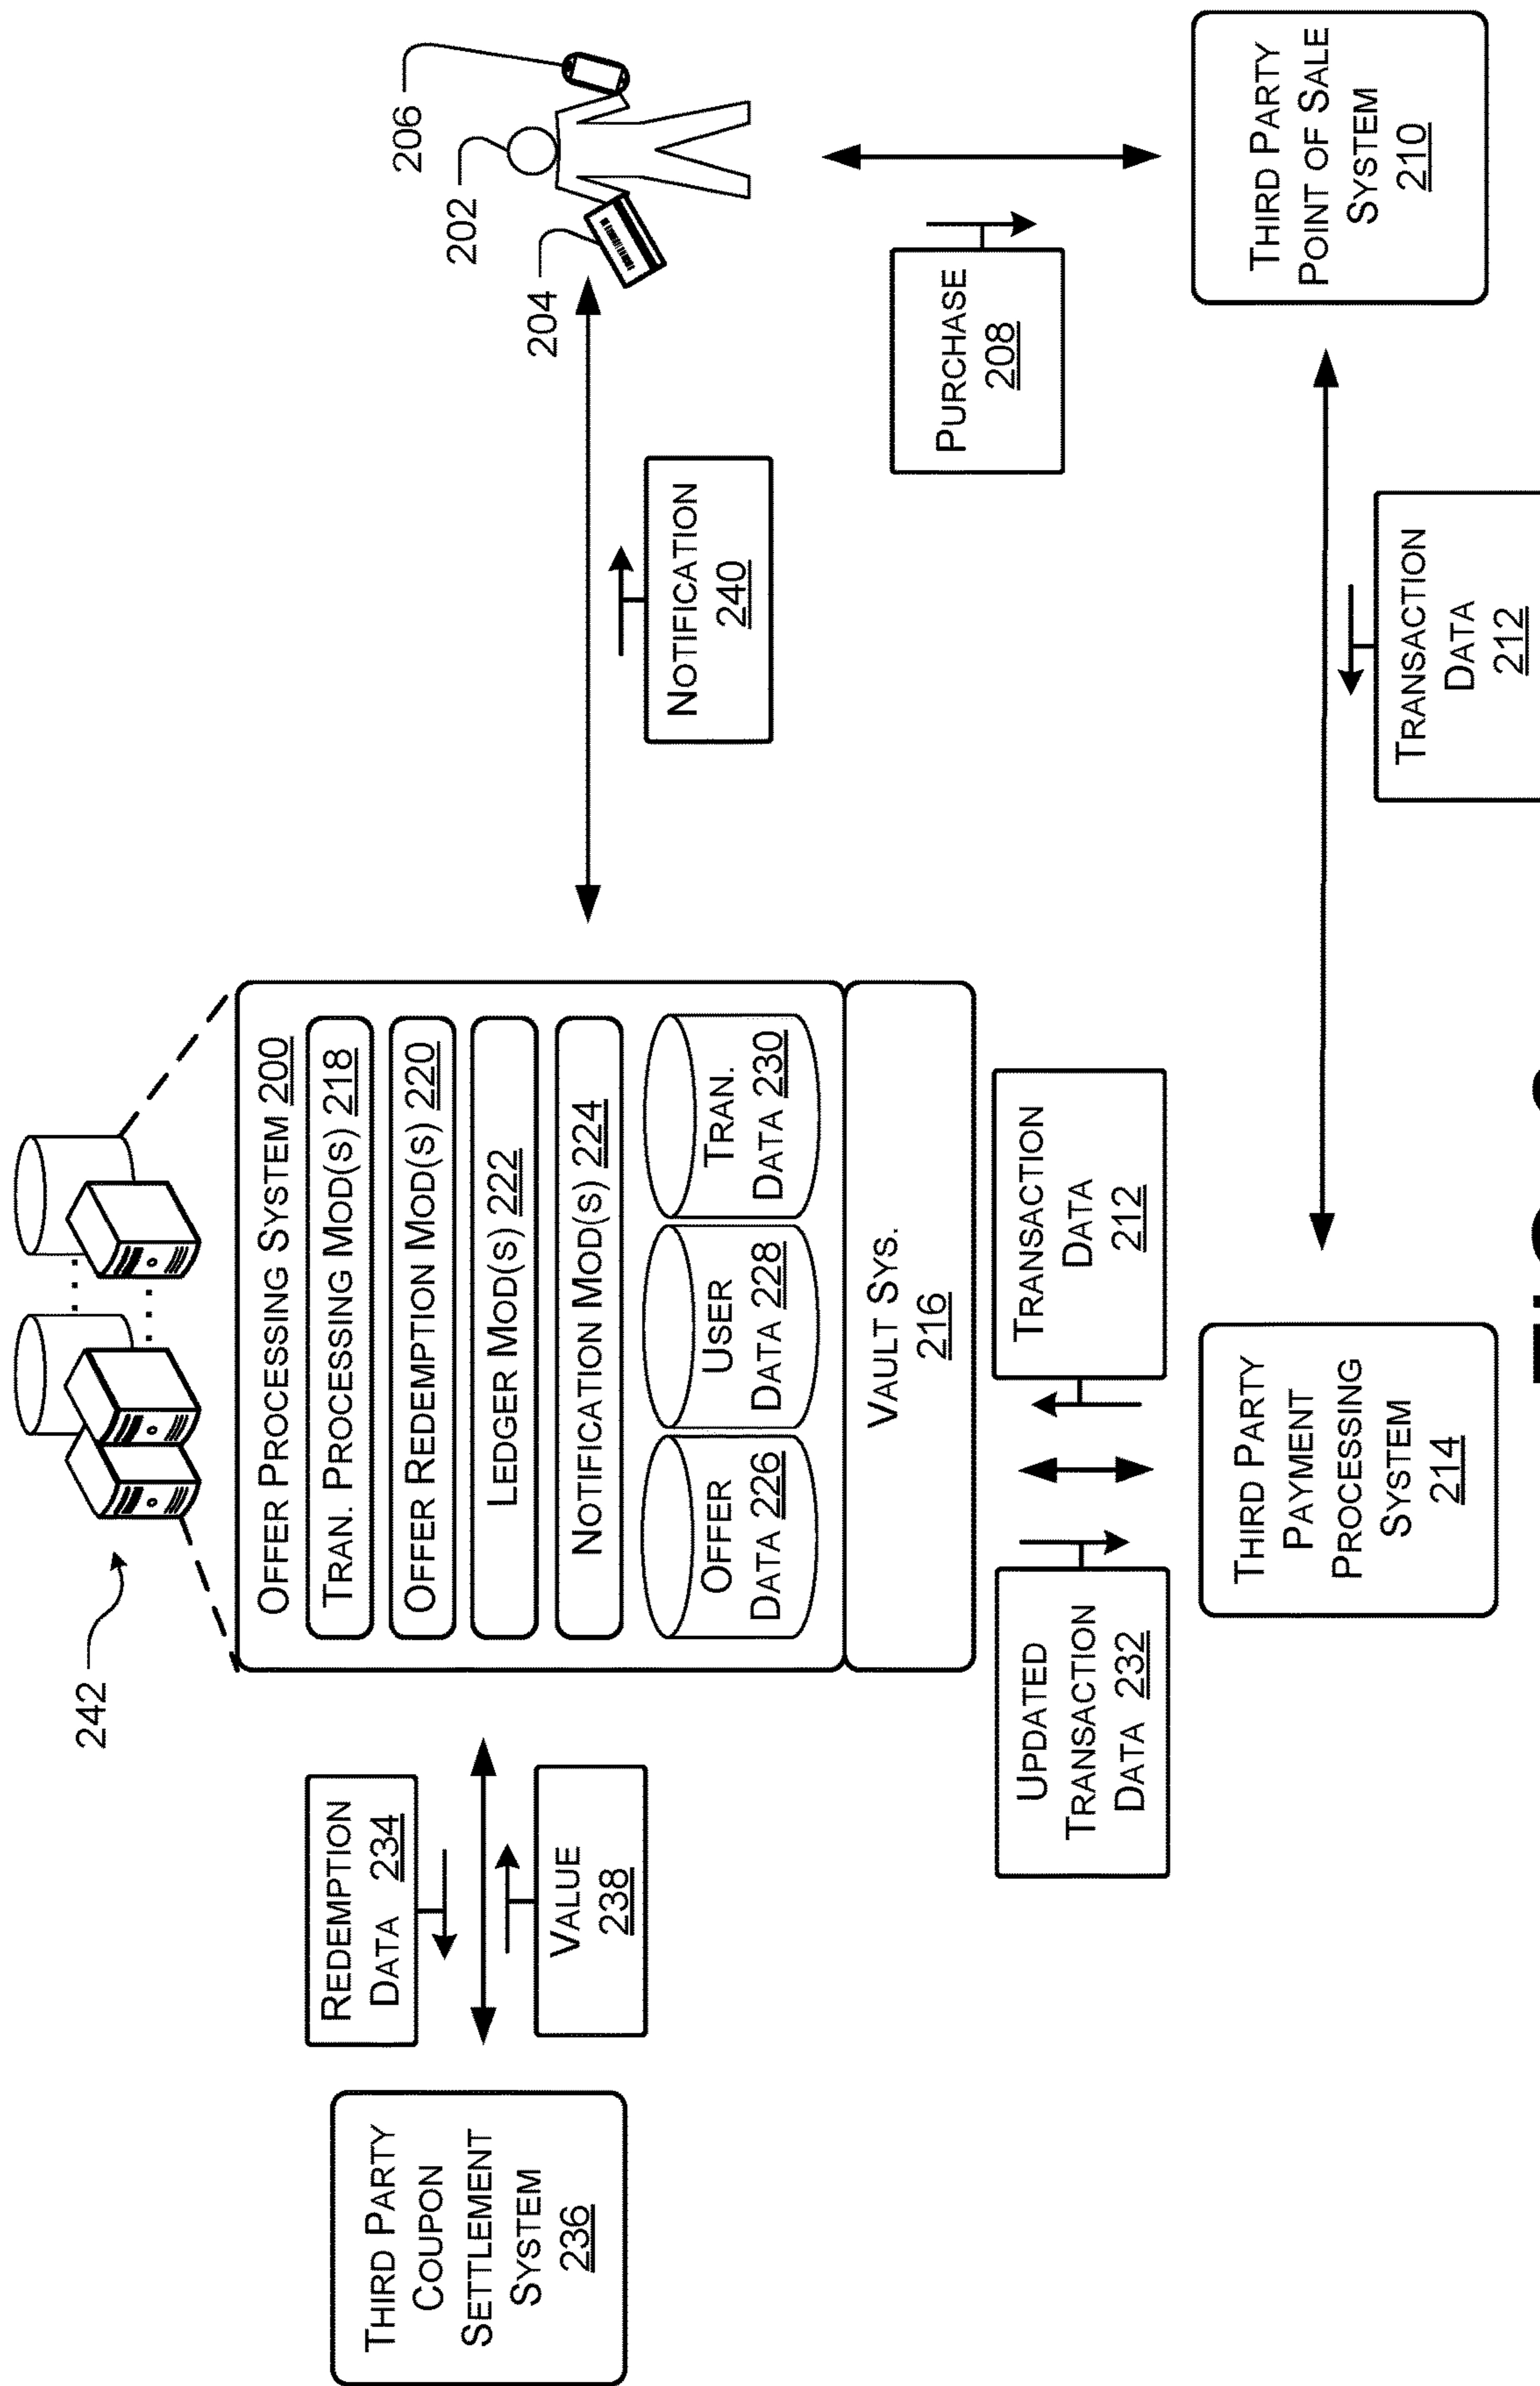 242
OFFER PROCESSING SYSTEM 200
TRAN. PROCESSING MOD(S) 218
OFFER REDEMPTION MOD(S) 220
LEDGER MOD(S) 222
NOTIFICATION MOD(S) 224
OFFER
DATA 226
USER
DATA 228
TRAN.
DATA 230
VAULT SYS.
216
REDEMPTION
DATA 234
VALUE
238
THIRD PARTY
COUPON
SETTLEMENT
SYSTEM
236
206
202
204
NOTIFICATION
240
PURCHASE
208
UPDATED
TRANSACTION
DATA 232
TRANSACTION
DATA
212
THIRD PARTY
PAYMENT
PROCESSING
SYSTEM
214
TRANSACTION
DATA
212
THIRD PARTY
POINT OF SALE
SYSTEM
210